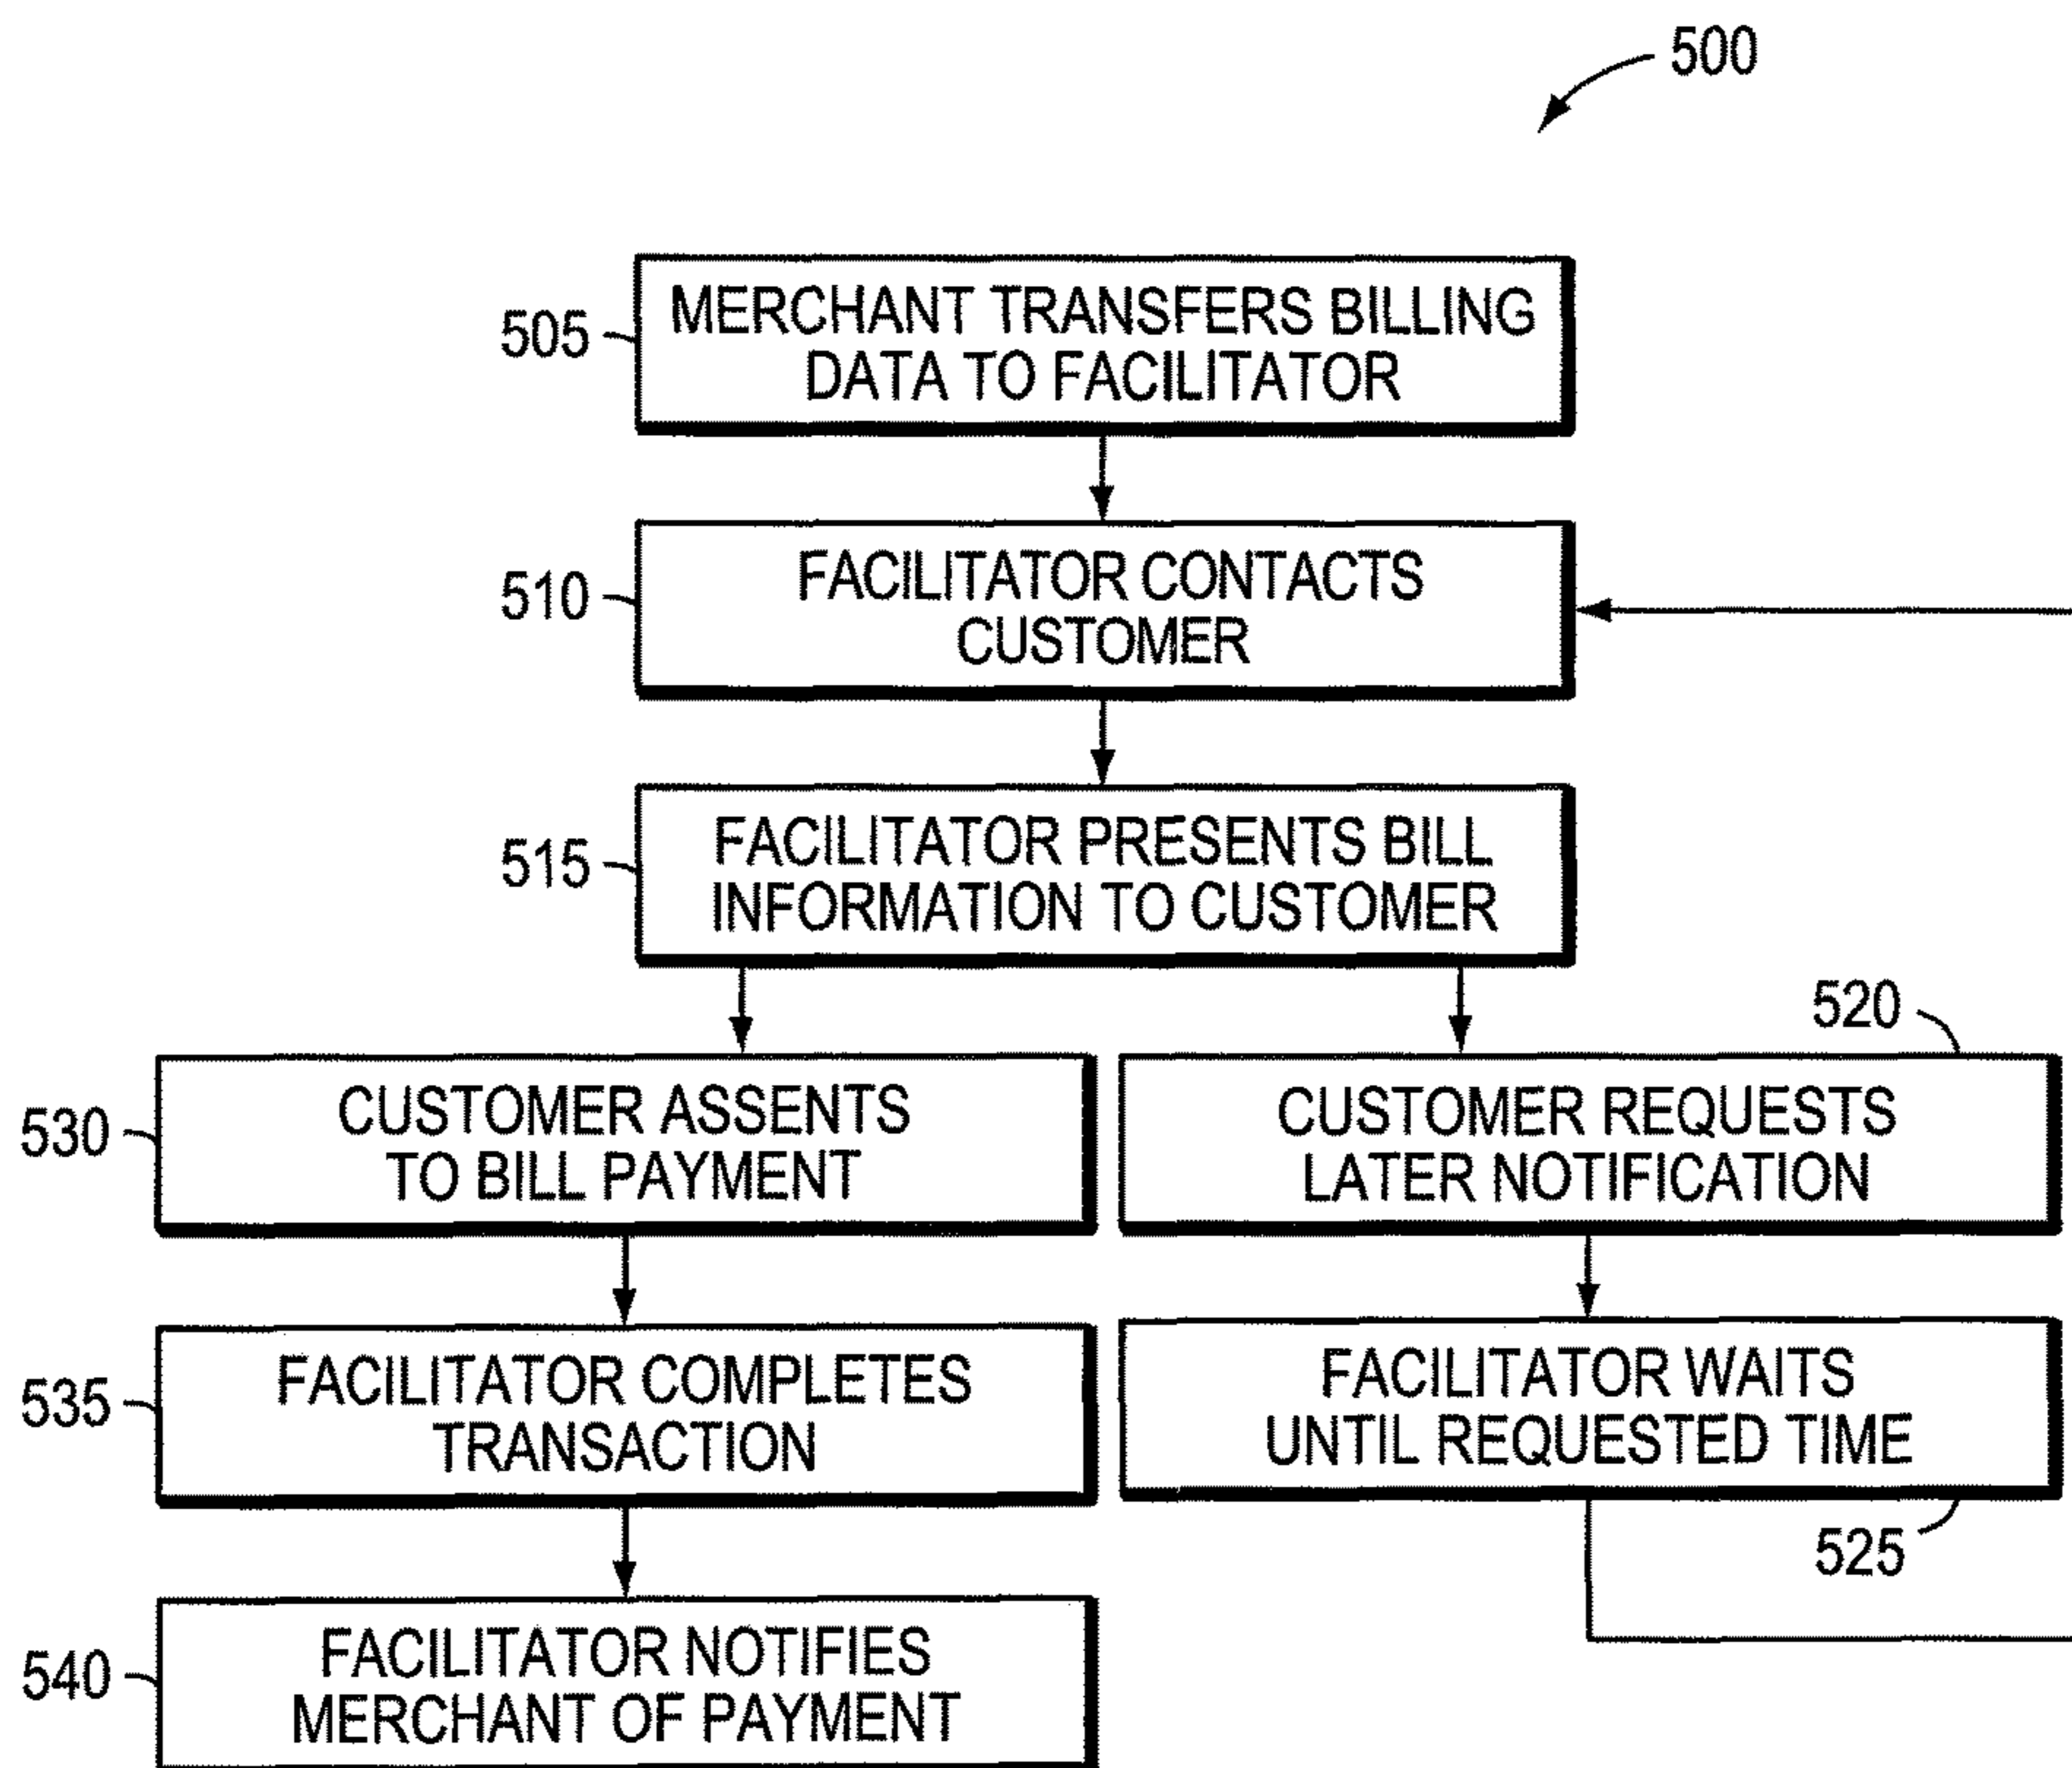 500
505
MERCHANT TRANSFERS BILLING
DATA TO FACILITATOR
510
FACILITATOR CONTACTS
CUSTOMER
515
FACILITATOR PRESENTS BILL
INFORMATION TO CUSTOMER
520
530
CUSTOMER ASSENTS
TO BILL PAYMENT
CUSTOMER REQUESTS
LATER NOTIFICATION
535
FACILITATOR COMPLETES
TRANSACTION
FACILITATOR WAITS
UNTIL REQUESTED TIME
525
540
FACILITATOR NOTIFIES
MERCHANT OF PAYMENT